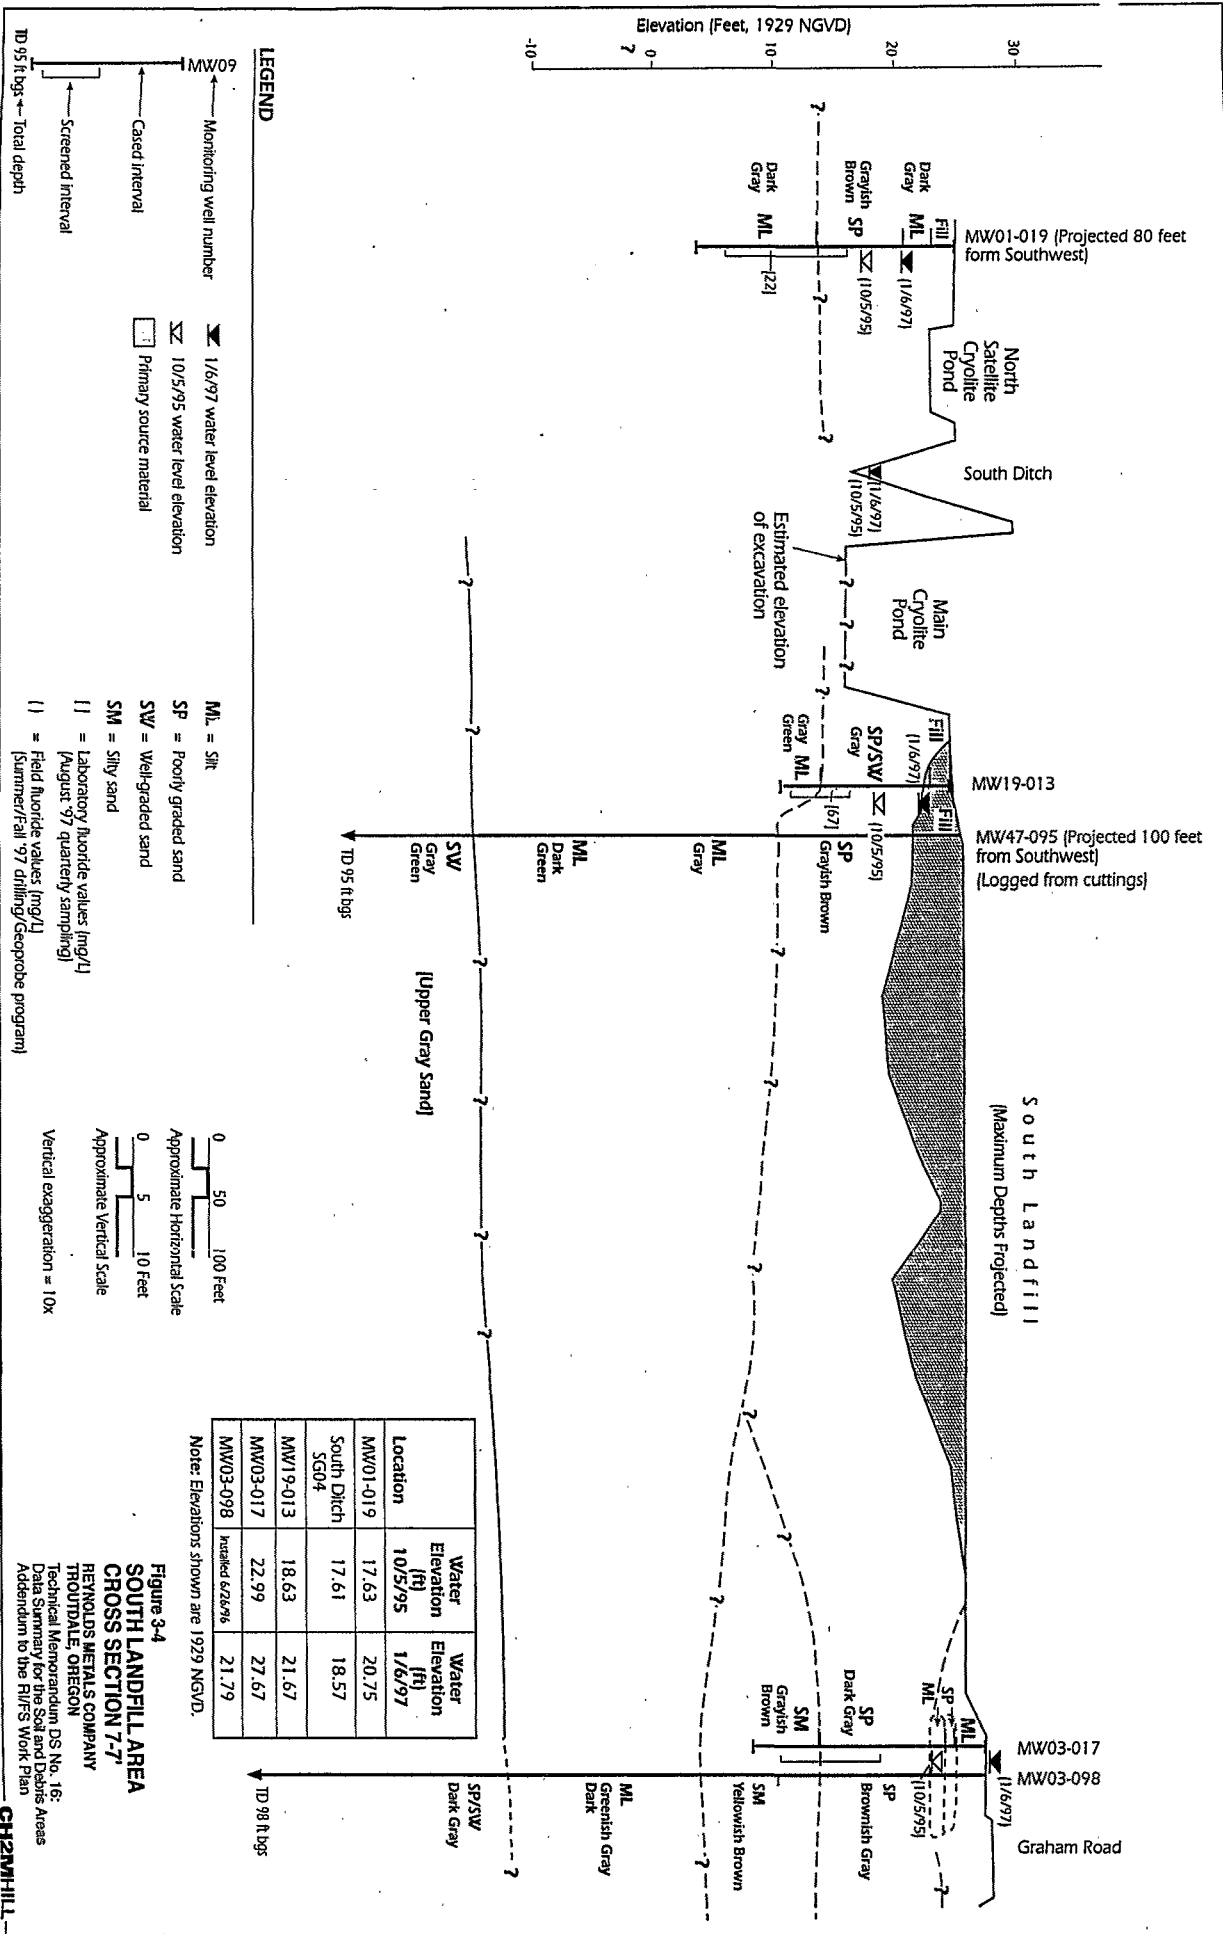 Elevation (Feet, 1929 NGVD)
30
20
10
0
-10
?
MW01-019 (Projected 80 feet
form Southwest)
Fill
Dark
Gray
ML
(1/6/97)
Grayish
Brown
SP
(10/5/95)
Dark
Gray
ML
[22]
?
?
?
North
Satellite
Cryolite
Pond
South Ditch
(1/6/97)
(10/5/95)
Estimated elevation
of excavation
Main
Cryolite
Pond
?
?
?
?
MW19-013
Fill
(1/6/97)
Fill
SP/SW
Gray
(10/5/95)
Gray
Green
ML
[67]
MW47-095 (Projected 100 feet
from Southwest)
(Logged from cuttings)
SP
Grayish Brown
ML
Gray
ML
Dark
Green
SW
Gray
Green
TD 95 ft bgs
South Landfill
(Maximum Depths Projected)
?
?
?
?
?
?
?
?
?
?
?
?
?
[Upper Gray Sand]
MW03-017
MW03-098
(1/6/97)
(10/5/95)
Graham Road
ML
SP
ML
SP
Dark Gray
SM
Grayish
Brown
SP
Brownish Gray
SM
Yellowish Brown
ML
Greenish Gray
Dark
SP/SW
Dark Gray
TD 98 ft bgs
?
?
?
LEGEND
MW09
Monitoring well number
Cased interval
Screened interval
TD 95 ft bgs
Total depth
1/6/97 water level elevation
10/5/95 water level elevation
Primary source material
ML = Silt
SP = Poorly graded sand
SW = Well-graded sand
SM = Silty sand
[ ] = Laboratory fluoride values (mg/L)
(August '97 quarterly sampling)
( ) = Field fluoride values (mg/L)
(Summer/Fall '97 drilling/Geoprobe program)
0 50 100 Feet
Approximate Horizontal Scale
0 5 10 Feet
Approximate Vertical Scale
Vertical exaggeration = 10x
Location Water Elevation (ft) 10/5/95 Water Elevation (ft) 1/6/97
MW01-019 17.63 20.75
South Ditch SG04 17.61 18.57
MW19-013 18.63 21.67
MW03-017 22.99 27.67
MW03-098 Installed 6/26/96 21.79
Note: Elevations shown are 1929 NGVD.
Figure 3-4
SOUTH LANDFILL AREA
CROSS SECTION 7-7'
REYNOLDS METALS COMPANY
TROUTDALE, OREGON
Technical Memorandum DS No. 16:
Data Summary for the Soil and Debris Areas
Addendum to the RI/FS Work Plan
CH2MHILL